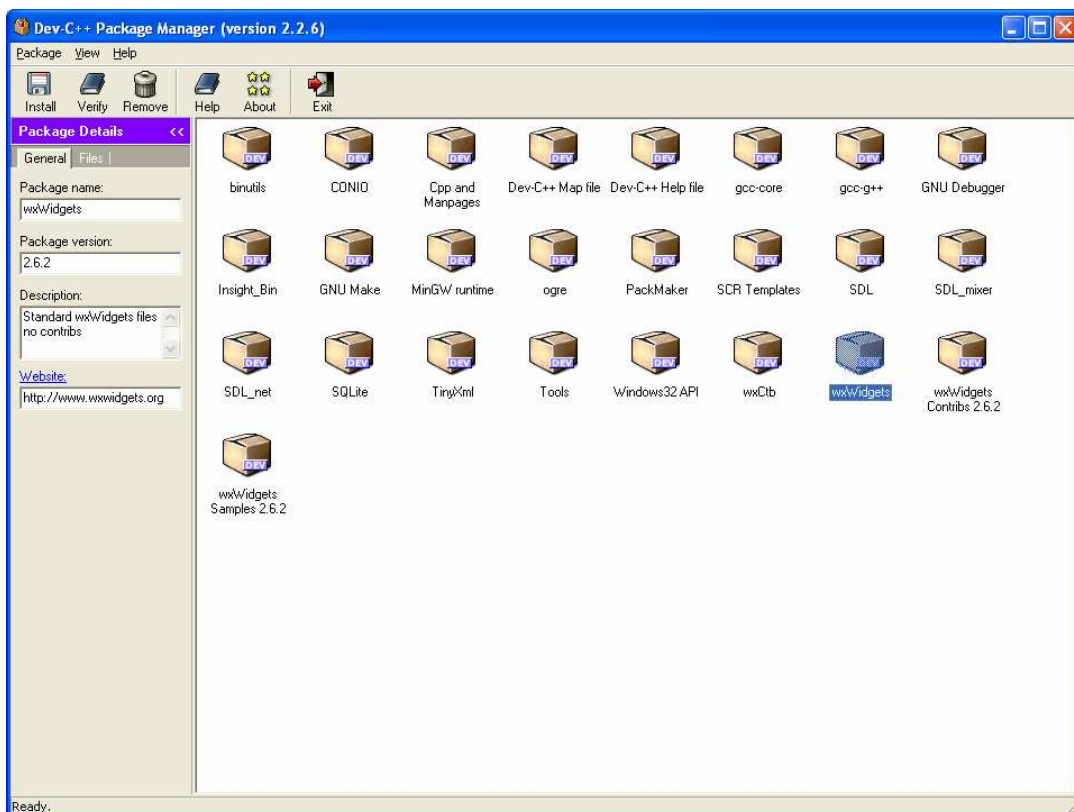 Dev-C++ Package Manager (version 2.2.6)
Package View Help
Install Verify Remove Help About Exit
Package Details <<
General Files
Package name:
wxWidgets
Package version:
2.6.2
Description:
Standard wxWidgets files
no contribs
Website:
http://www.wxwidgets.org
binutils CONIO Cpp and Manpages Dev-C++ Map file Dev-C++ Help file gcc-core gcc-g++ GNU Debugger
Insight_Bin GNU Make MinGW runtime ogre PackMaker SCR Templates SDL SDL_mixer
SDL_net SQLite TinyXml Tools Windows32 API wxCtb wxWidgets wxWidgets Contribs 2.6.2
wxWidgets
Samples 2.6.2
Ready.